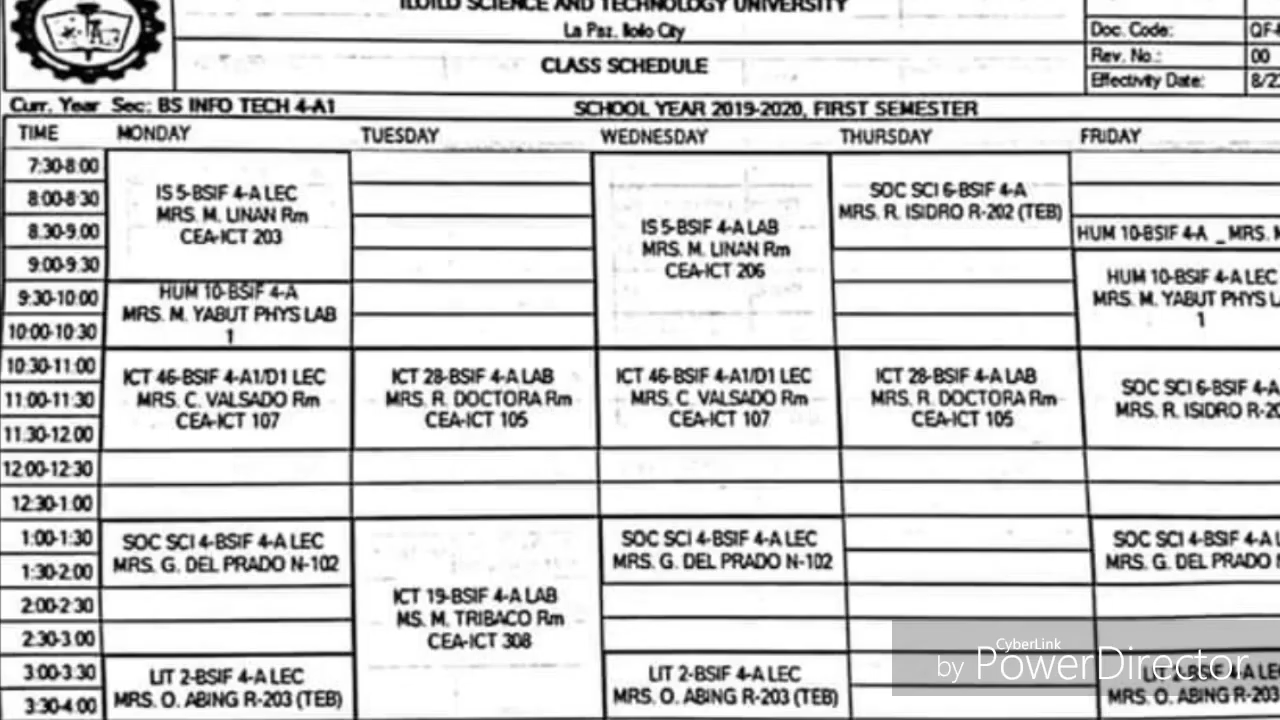 ILOILO SCIENCE AND TECHNOLOGY UNIVERSITY
La Paz, Iloilo City
CLASS SCHEDULE
Doc. Code:
Rev. No.: 00
Effectivity Date:
Curr. Year Sec: BS INFO TECH 4-A1 SCHOOL YEAR 2019-2020, FIRST SEMESTER
TIME MONDAY TUESDAY WEDNESDAY THURSDAY FRIDAY
7:30-8:00
8:00-8:30
8.30-9.00
9:00-9.30
9:30-10:00
10:00-10:30
10:30-11:00
11:00-11:30
11.30-12.00
12:00-12:30
12:30-1:00
1:00-1:30
1:30-2:00
2:00-2:30
2:30-3:00
3:00-3:30
3:30-4:00
IS 5-BSIF 4-A LEC
MRS. M. LINAN Rm
CEA-ICT 203
HUM 10-BSIF 4-A
MRS. M. YABUT PHYS LAB
1
ICT 46-BSIF 4-A1/D1 LEC
MRS. C. VALSADO Rm
CEA-ICT 107
SOC SCI 4-BSIF 4-A LEC
MRS. G. DEL PRADO N-102
LIT 2-BSIF 4-A LEC
MRS. O. ABING R-203 (TEB)
ICT 28-BSIF 4-A LAB
MRS. R. DOCTORA Rm
CEA-ICT 105
ICT 19-BSIF 4-A LAB
MS. M. TRIBACO Rm
CEA-ICT 308
IS 5-BSIF 4-A LAB
MRS. M. LINAN Rm
CEA-ICT 206
ICT 46-BSIF 4-A1/D1 LEC
MRS. C. VALSADO Rm
CEA-ICT 107
SOC SCI 4-BSIF 4-A LEC
MRS. G. DEL PRADO N-102
LIT 2-BSIF 4-A LEC
MRS. O. ABING R-203 (TEB)
SOC SCI 6-BSIF 4-A
MRS. R. ISIDRO R-202 (TEB)
ICT 28-BSIF 4-A LAB
MRS. R. DOCTORA Rm
CEA-ICT 105
HUM 10-BSIF 4-A _MRS.
HUM 10-BSIF 4-A LEC
MRS. M. YABUT PHYS
1
SOC SCI 6-BSIF 4-A
MRS. R. ISIDRO
SOC SCI 4-BSIF 4-A
MRS. G. DEL PRADO
4-A
MRS. O. ABING
CyberLink
by PowerDirector